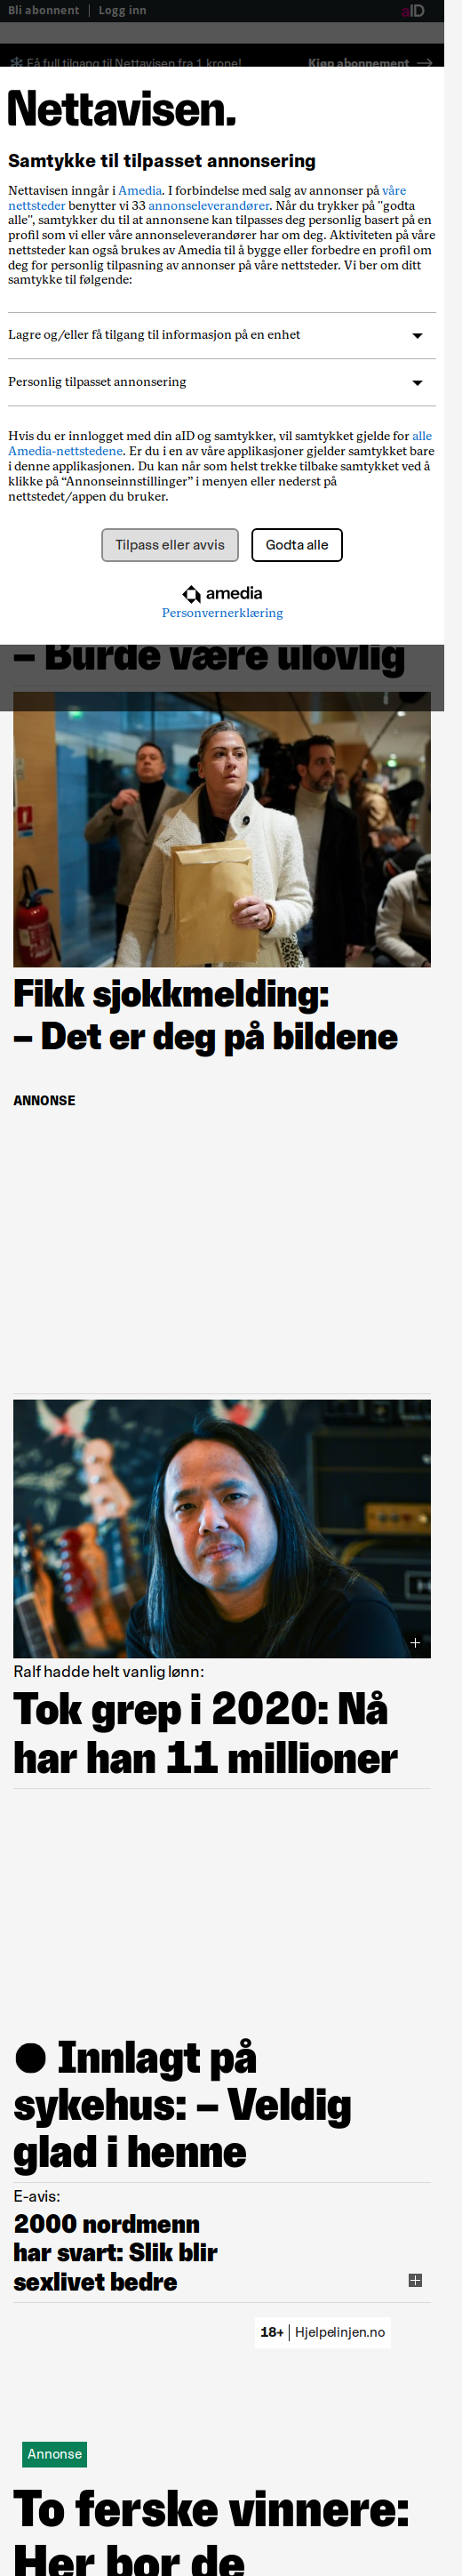 Bli abonnent | Logg inn
aID
Få full tilgang til Nettavisen fra 1 krone!
Kjøp abonnement →
Nettavisen.
Samtykke til tilpasset annonsering
Nettavisen inngår i Amedia. I forbindelse med salg av annonser på våre
nettsteder benytter vi 33 annonseleverandører. Når du trykker på "godta
alle", samtykker du til at annonsene kan tilpasses deg personlig basert på en
profil som vi eller våre annonseleverandører har om deg. Aktiviteten på våre
nettsteder kan også brukes av Amedia til å bygge eller forbedre en profil om
deg for personlig tilpasning av annonser på våre nettsteder. Vi ber om ditt
samtykke til følgende:
Lagre og/eller få tilgang til informasjon på en enhet
Personlig tilpasset annonsering
Hvis du er innlogget med din aID og samtykker, vil samtykket gjelde for alle
Amedia-nettstedene. Er du i en av våre applikasjoner gjelder samtykket bare
i denne applikasjonen. Du kan når som helst trekke tilbake samtykket ved å
klikke på “Annonseinnstillinger” i menyen eller nederst på
nettstedet/appen du bruker.
Tilpass eller avvis
Godta alle
amedia
Personvernerklæring
– Burde være ulovlig
Fikk sjokkmelding:
– Det er deg på bildene
ANNONSE
Ralf hadde helt vanlig lønn:
Tok grep i 2020: Nå
har han 11 millioner
● Innlagt på
sykehus: – Veldig
glad i henne
E-avis:
2000 nordmenn
har svart: Slik blir
sexlivet bedre
18+ | Hjelpelinjen.no
Annonse
To ferske vinnere:
Her bor de